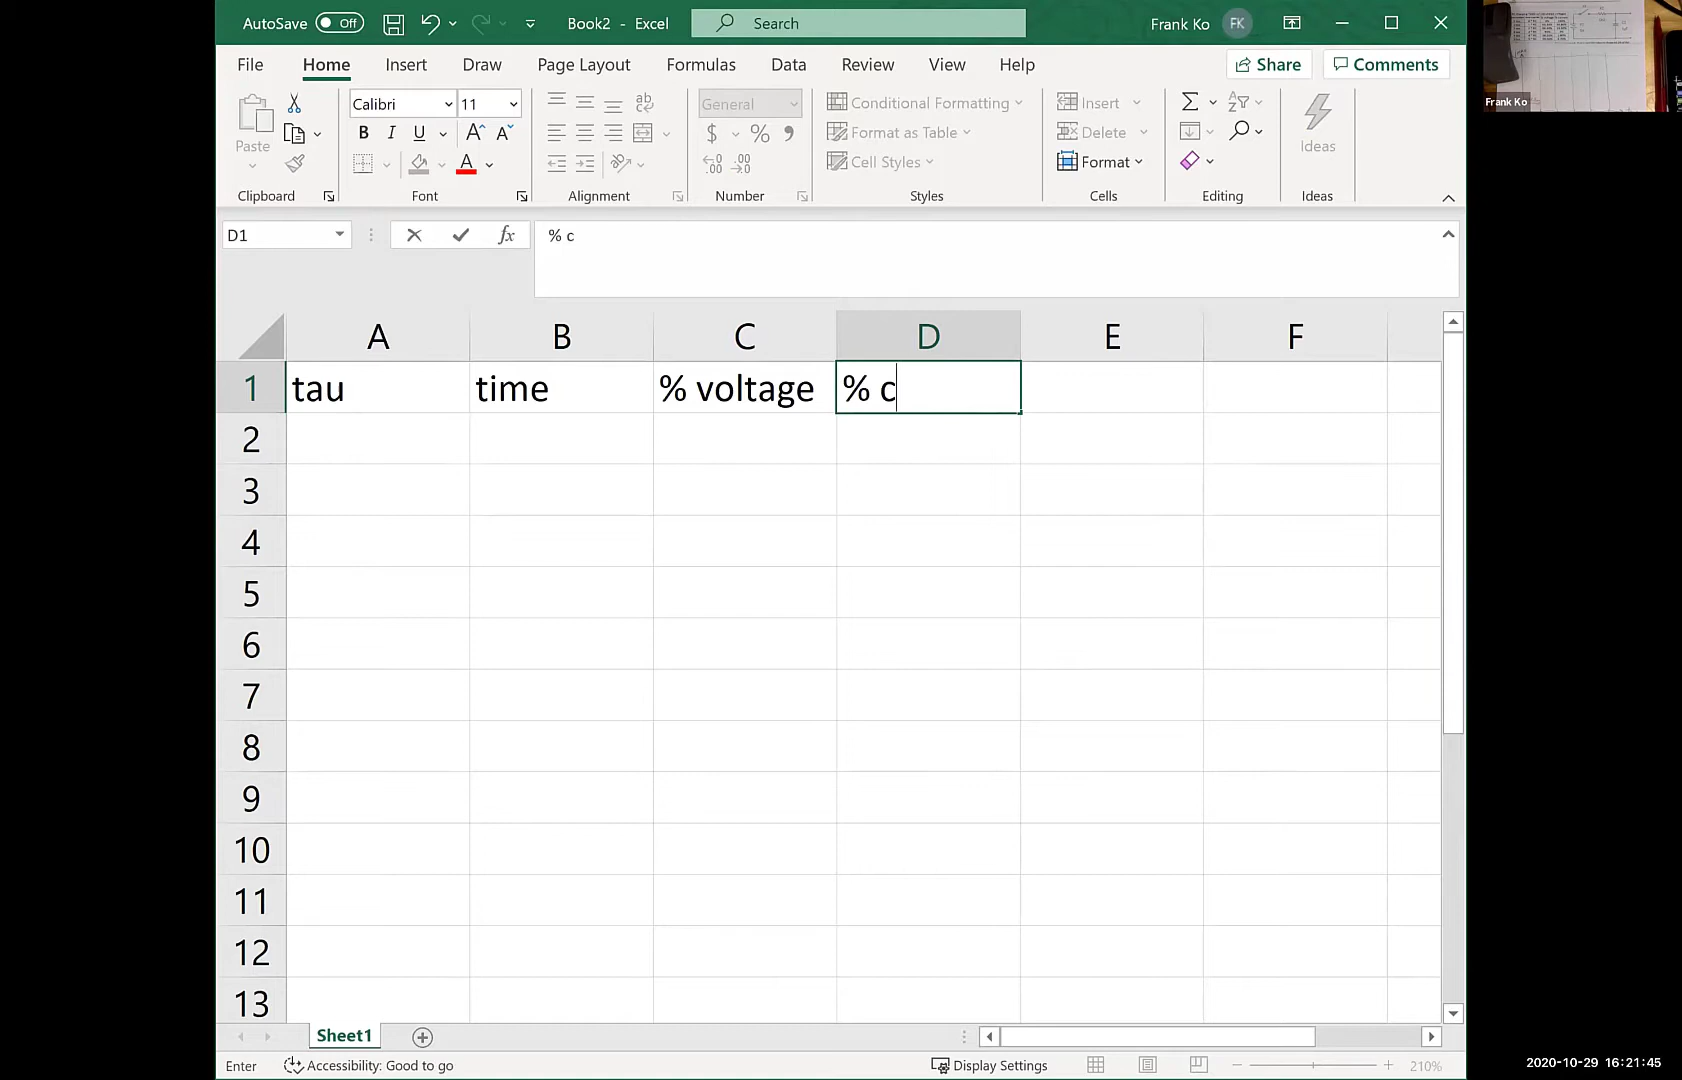 AutoSave Off Book2 - Excel Search Frank Ko FK
File Home Insert Draw Page Layout Formulas Data Review View Help Share Comments
Paste Calibri 11 ab General Conditional Formatting Insert Ideas
B I U A A $ % Format as Table Delete
A Cell Styles Format
Clipboard Font Alignment Number Styles Cells Editing Ideas
D1 fx % c
A B C D E F
1 tau time % voltage % c
2
3
4
5
6
7
8
9
10
11
12
13
Sheet1
Enter Accessibility: Good to go Display Settings 210%
Frank Ko
2020-10-29 16:21:45